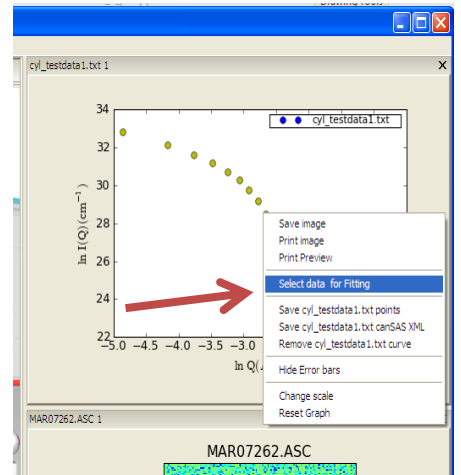 cyl_testdata1.txt 1
X
34
cyl_testdata1.txt
32
30
28
26
24
22
ln I(Q)(cm⁻¹)
-5.0 -4.5 -4.0 -3.5 -3.0
ln Q(
Save image
Print image
Print Preview
Select data for Fitting
Save cyl_testdata1.txt points
Save cyl_testdata1.txt canSAS XML
Remove cyl_testdata1.txt curve
Hide Error bars
Change scale
Reset Graph
MAR07262.ASC 1
MAR07262.ASC